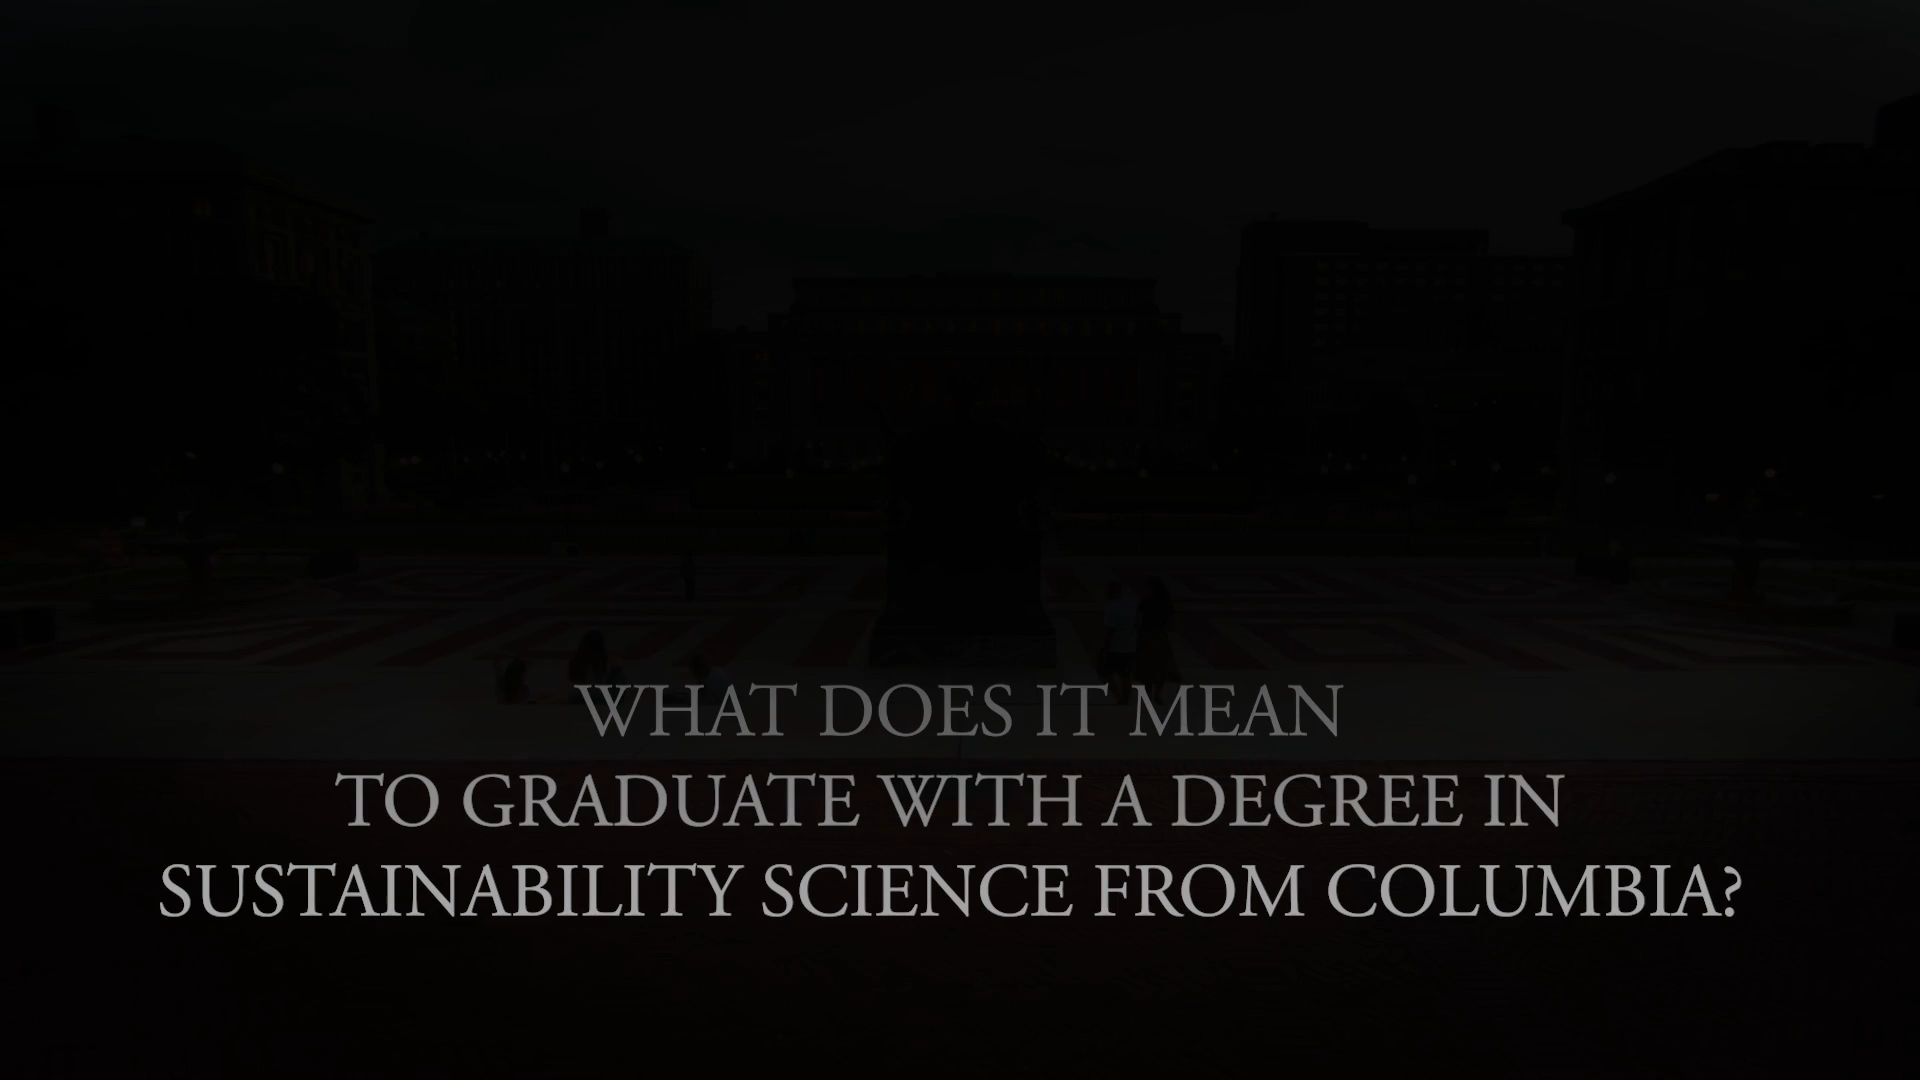 WHAT DOES IT MEAN
TO GRADUATE WITH A DEGREE IN
SUSTAINABILITY SCIENCE FROM COLUMBIA?